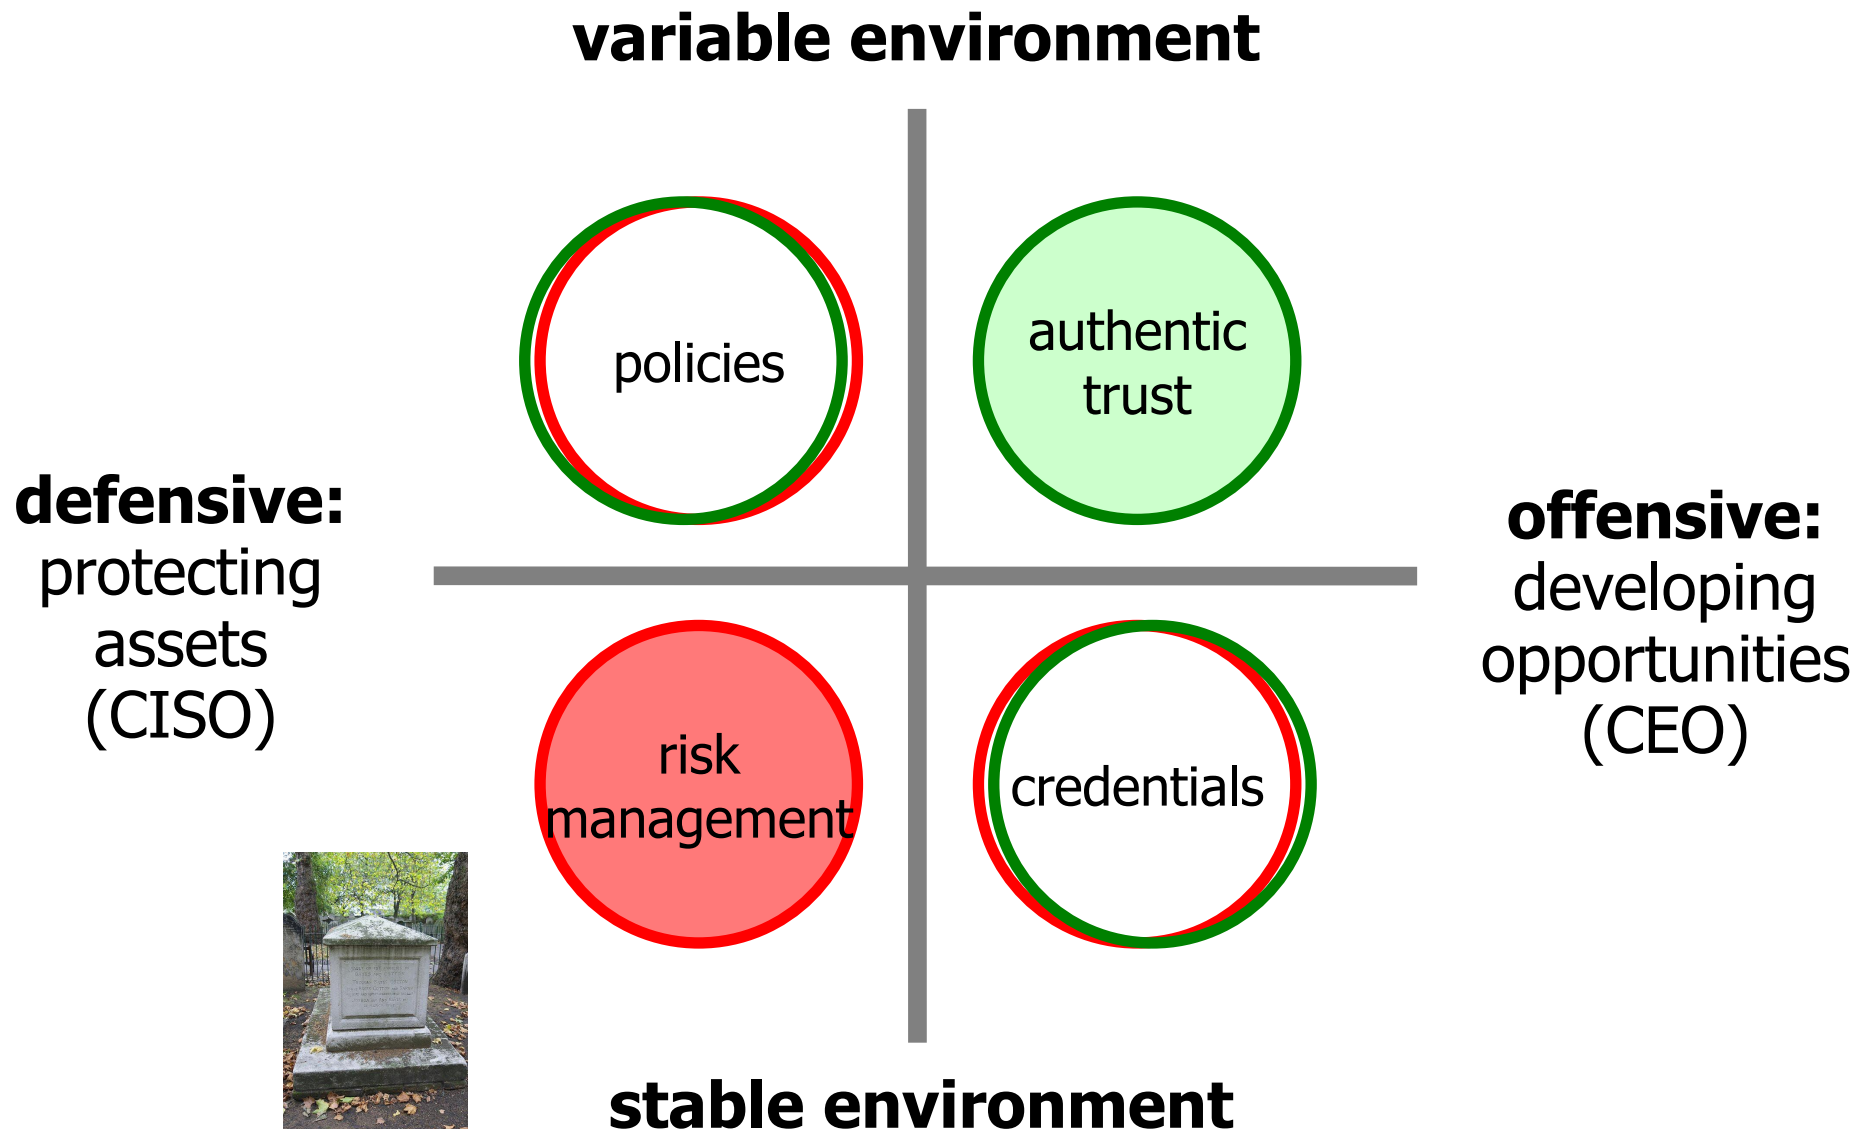 variable environment
policies
authentic
trust
defensive:
protecting
assets
(CISO)
offensive:
developing
opportunities
(CEO)
risk
management
credentials
stable environment